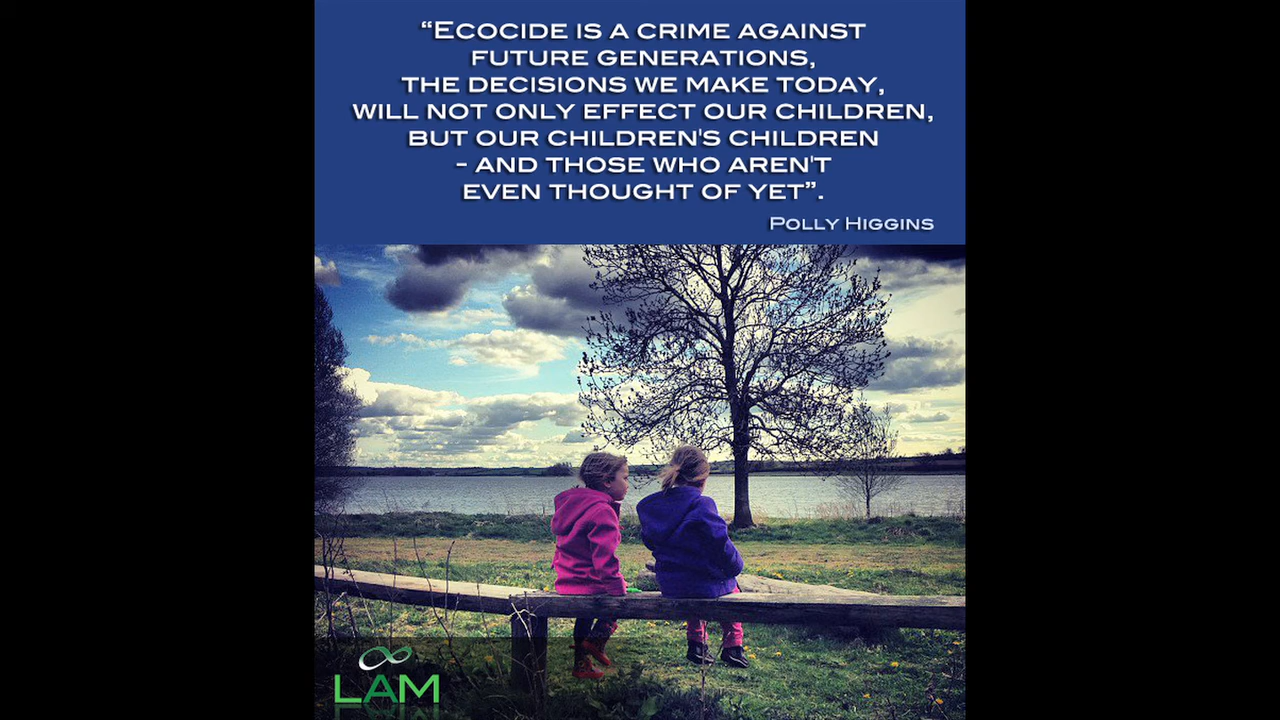 “ECOCIDE IS A CRIME AGAINST
FUTURE GENERATIONS,
THE DECISIONS WE MAKE TODAY,
WILL NOT ONLY EFFECT OUR CHILDREN,
BUT OUR CHILDREN'S CHILDREN
– AND THOSE WHO AREN'T
EVEN THOUGHT OF YET”.
POLLY HIGGINS
LAM